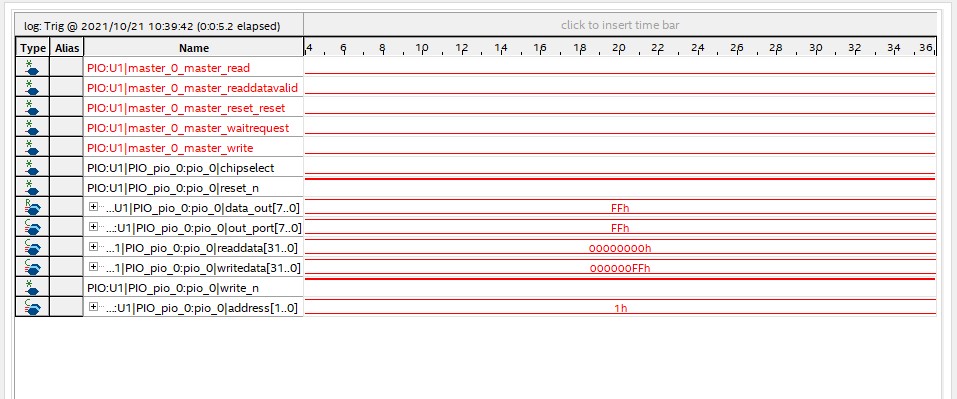 log: Trig @ 2021/10/21 10:39:42 (0:0:5.2 elapsed) click to insert time bar
Type Alias Name 4 6 8 10 12 14 16 18 20 22 24 26 28 30 32 34 36
PIO:U1|master_0_master_read
PIO:U1|master_0_master_readdatavalid
PIO:U1|master_0_master_reset_reset
PIO:U1|master_0_master_waitrequest
PIO:U1|master_0_master_write
PIO:U1|PIO_pio_0:pio_0|chipselect
PIO:U1|PIO_pio_0:pio_0|reset_n
...U1|PIO_pio_0:pio_0|data_out[7..0] FFh
...:U1|PIO_pio_0:pio_0|out_port[7..0] FFh
...1|PIO_pio_0:pio_0|readdata[31..0] 00000000h
...1|PIO_pio_0:pio_0|writedata[31..0] 000000FFh
PIO:U1|PIO_pio_0:pio_0|write_n
...:U1|PIO_pio_0:pio_0|address[1..0] 1h